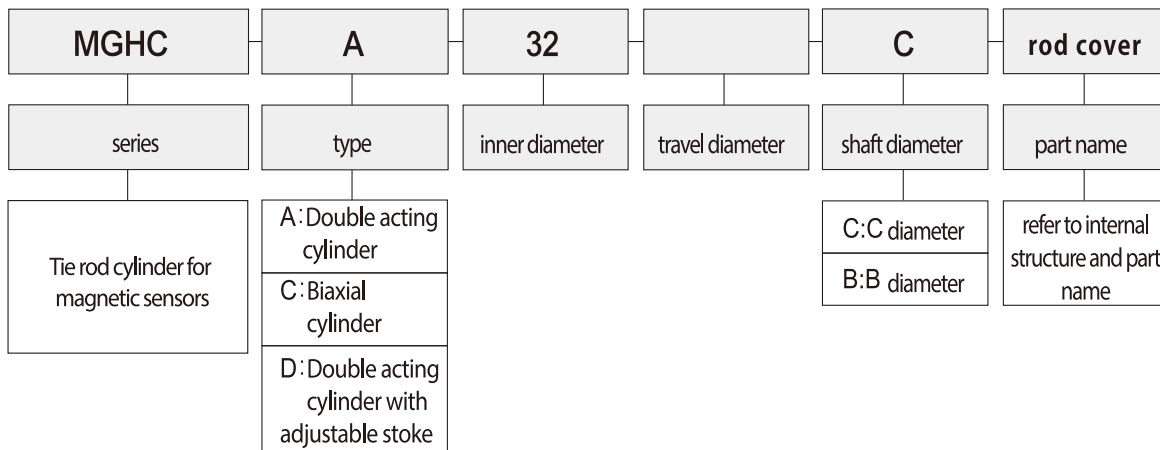 MGHC
A
32
C
rod cover
series
type
inner diameter
travel diameter
shaft diameter
part name
Tie rod cylinder for
magnetic sensors
A:Double acting
cylinder
C:Biaxial
cylinder
D:Double acting
cylinder with
adjustable stoke
C:C diameter
B:B diameter
refer to internal
structure and part
name